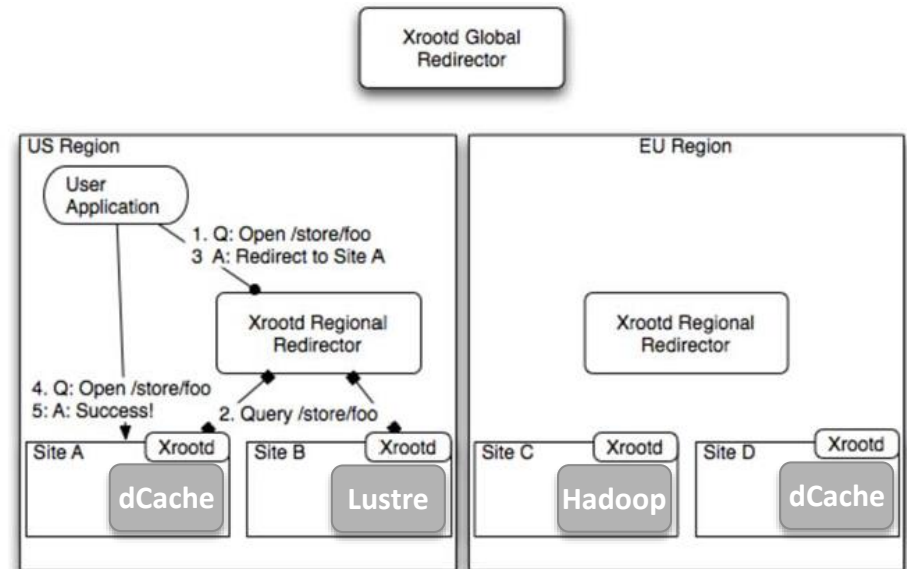 Xrootd Global
Redirector
US Region
User
Application
1. Q: Open /store/foo
3 A: Redirect to Site A
Xrootd Regional
Redirector
4. Q: Open /store/foo
5: A: Success!
2. Query /store/foo
Site A
Xrootd
dCache
Site B
Xrootd
Lustre
EU Region
Xrootd Regional
Redirector
Site C
Xrootd
Hadoop
Site D
Xrootd
dCache